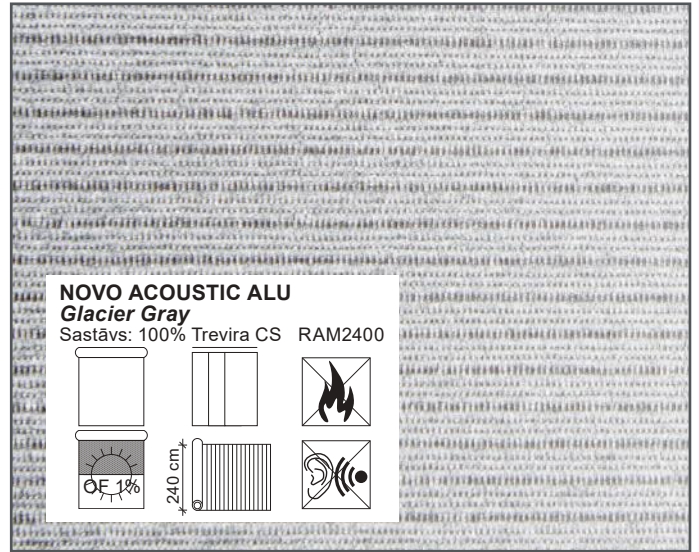 NOVO ACOUSTIC ALU
Glacier Gray
Sastāvs: 100% Trevira CS RAM2400
OF 1%
240 cm